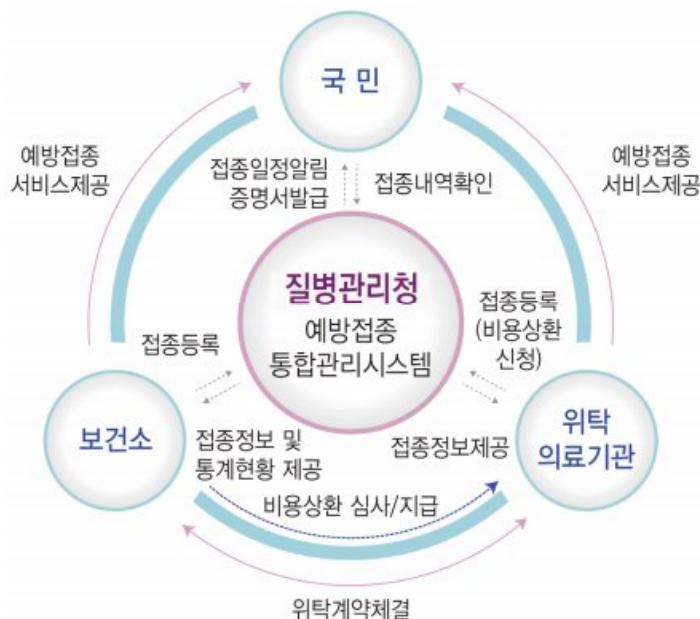 국 민
예방접종
서비스제공
접종일정알림
증명서발급
접종내역확인
예방접종
서비스제공
질병관리청
예방접종
통합관리시스템
접종등록
접종등록
(비용상환
신청)
보건소
접종정보 및
통계현황 제공
접종정보제공
위탁
의료기관
비용상환 심사/지급
위탁계약체결